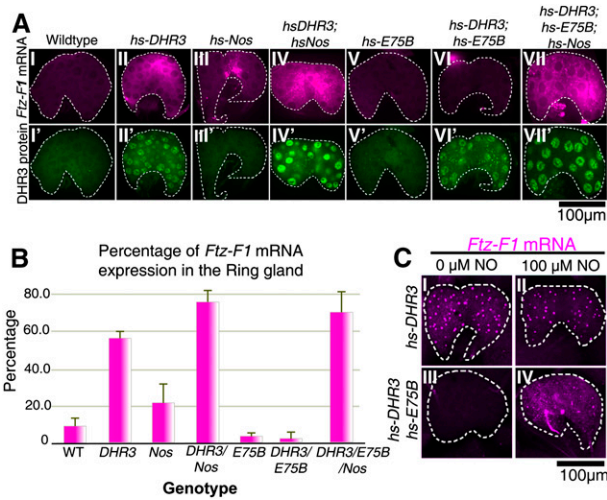 A
Wildtype
hs-DHR3
hs-Nos
hsDHR3;
hsNos
hs-E75B
hs-DHR3;
hs-E75B
hs-DHR3;
hs-E75B;
hs-Nos
Ftz-F1 mRNA
I
II
III
IV
V
VI
VII
DHR3 protein
I'
II'
III'
IV'
V'
VI'
VII'
100µm
B
Percentage of Ftz-F1 mRNA
expression in the Ring gland
Percentage
80.0
60.0
40.0
20.0
0.0
WT
DHR3
Nos
DHR3/
Nos
E75B
DHR3/
E75B
DHR3/E75B
/Nos
Genotype
C
Ftz-F1 mRNA
0 µM NO
100 µM NO
hs-DHR3
I
II
hs-DHR3
hs-E75B
III
IV
100µm